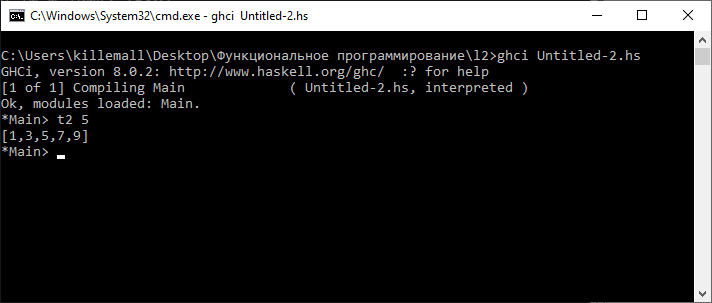 C:\Windows\System32\cmd.exe - ghci Untitled-2.hs
C:\Users\killemall\Desktop\Функциональное программирование\l2>ghci Untitled-2.hs
GHCi, version 8.0.2: http://www.haskell.org/ghc/  :? for help
[1 of 1] Compiling Main             ( Untitled-2.hs, interpreted )
Ok, modules loaded: Main.
*Main> t2 5
[1,3,5,7,9]
*Main>